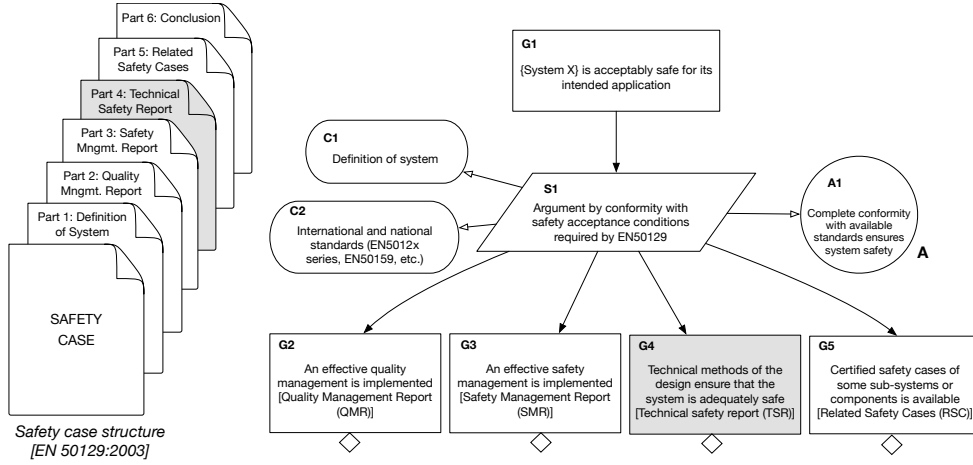 Part 6: Conclusion
Part 5: Related
Safety Cases
Part 4: Technical
Safety Report
Part 3: Safety
Mngmt. Report
Part 2: Quality
Mngmt. Report
Part 1: Definition
of System
SAFETY
CASE
Safety case structure
[EN 50129:2003]
G1
{System X} is acceptably safe for its
intended application
C1
Definition of system
C2
International and national
standards (EN5012x
series, EN50159, etc.)
S1
Argument by conformity with
safety acceptance conditions
required by EN50129
A1
Complete conformity
with available
standards ensures
system safety
A
G2
An effective quality
management is implemented
[Quality Management Report
(QMR)]
G3
An effective safety
management is implemented
[Safety Management Report
(SMR)]
G4
Technical methods of the
design ensure that the
system is adequately safe
[Technical safety report (TSR)]
G5
Certified safety cases of
some sub-systems or
components is available
[Related Safety Cases (RSC)]